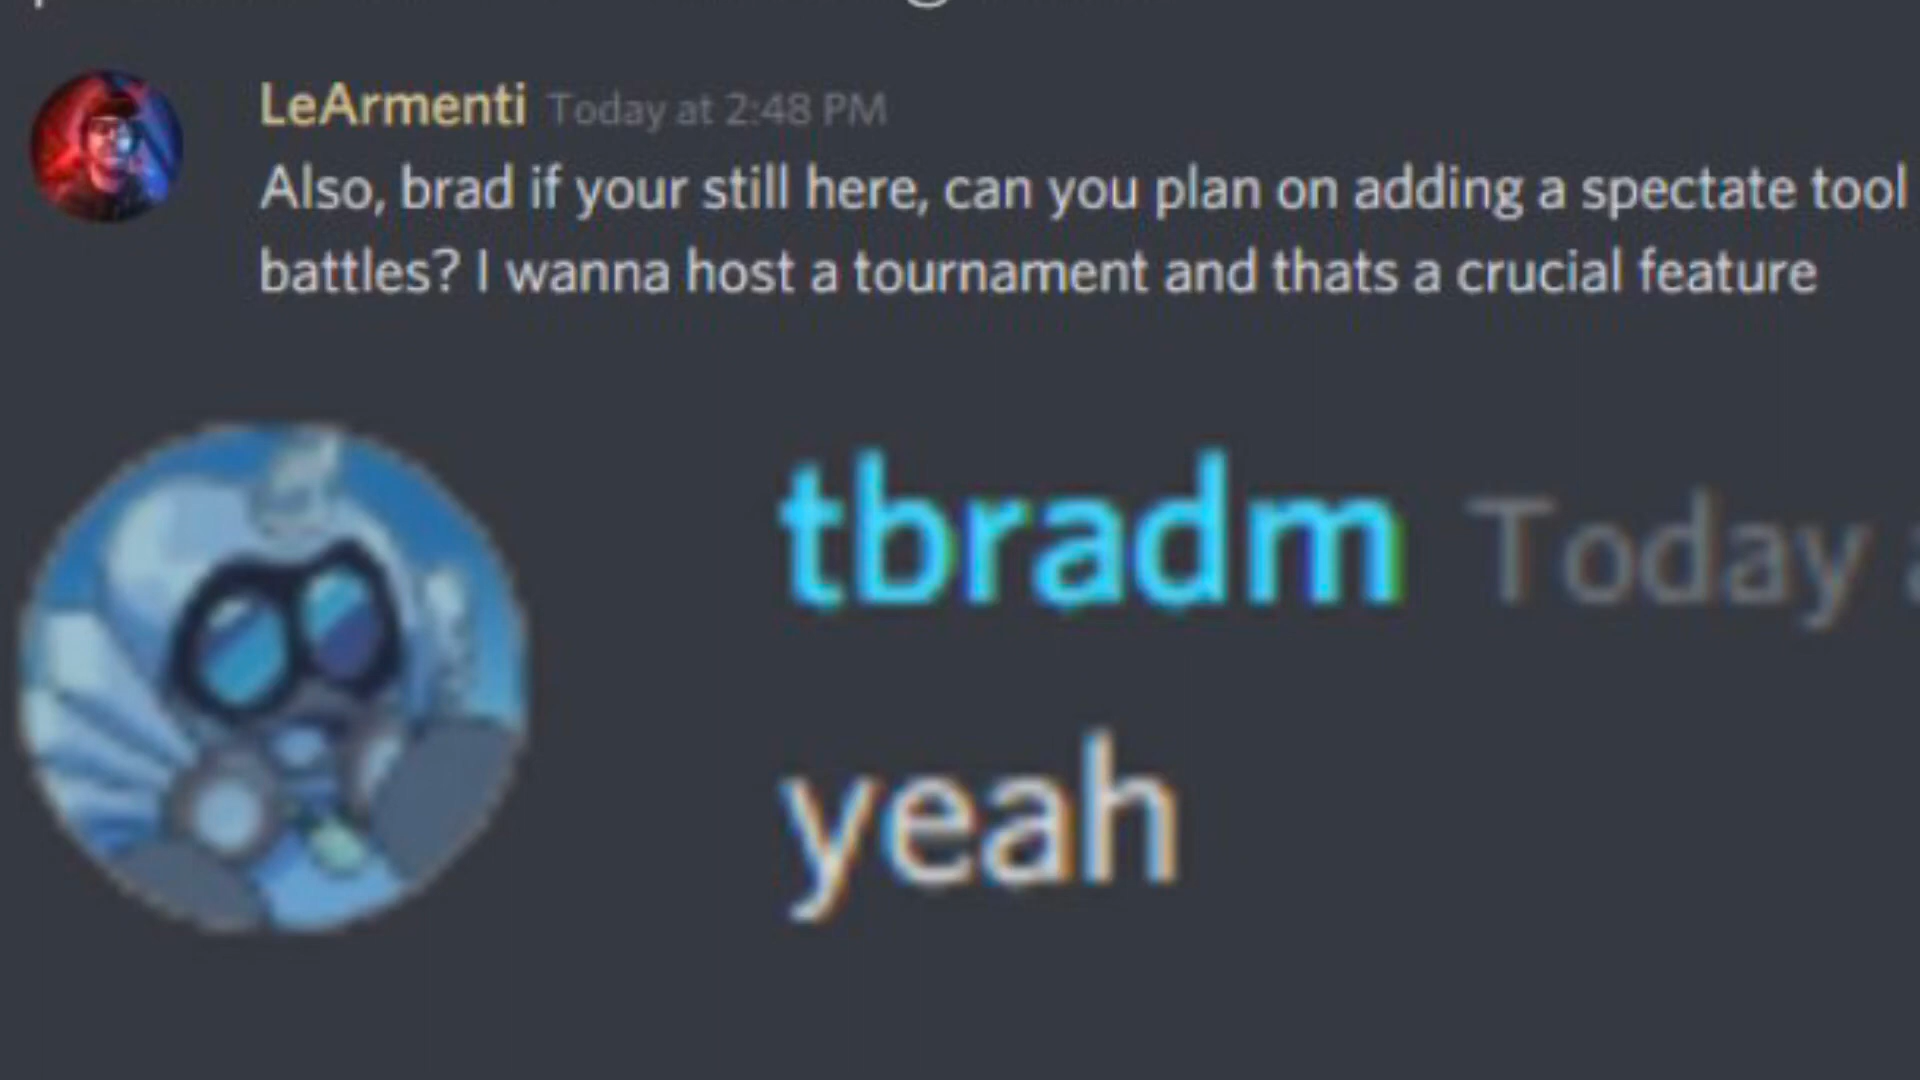 LeArmenti Today at 2:48 PM
Also, brad if your still here, can you plan on adding a spectate tool
battles? I wanna host a tournament and thats a crucial feature
tbradm Today
yeah